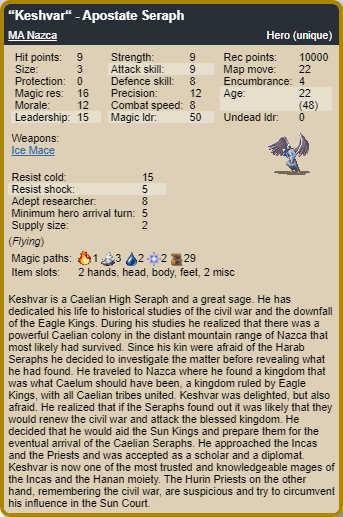 “Keshvar“ - Apostate Seraph
MA Nazca Hero (unique)
Hit points: 9 Strength: 9 Rec points: 10000
Size: 3 Attack skill: 9 Map move: 22
Protection: 0 Defence skill: 8 Encumbrance: 4
Magic res: 16 Precision: 12 Age: 22
Morale: 12 Combat speed: 8 (48)
Leadership: 15 Magic ldr: 50 Undead ldr: 0
Weapons:
Ice Mace
Resist cold: 15
Resist shock: 5
Adept researcher: 8
Minimum hero arrival turn: 5
Supply size: 2
(Flying)
Magic paths: 1 3 2 2 29
Item slots: 2 hands, head, body, feet, 2 misc
Keshvar is a Caelian High Seraph and a great sage. He has
dedicated his life to historical studies of the civil war and the downfall
of the Eagle Kings. During his studies he realized that there was a
powerful Caelian colony in the distant mountain range of Nazca that
most likely had survived. Since his kin were afraid of the Harab
Seraphs he decided to investigate the matter before revealing what
he had found. He traveled to Nazca where he found a kingdom that
was what Caelum should have been, a kingdom ruled by Eagle
Kings, with all Caelian tribes united. Keshvar was delighted, but also
afraid. He realized that if the Seraphs found out it was likely that they
would renew the civil war and attack the blessed kingdom. He
decided that he would aid the Sun Kings and prepare them for the
eventual arrival of the Caelian Seraphs. He approached the Incas
and the Priests and was accepted as a scholar and a diplomat.
Keshvar is now one of the most trusted and knowledgeable mages of
the Incas and the Hanan moiety. The Hurin Priests on the other
hand, remembering the civil war, are suspicious and try to circumvent
his influence in the Sun Court.